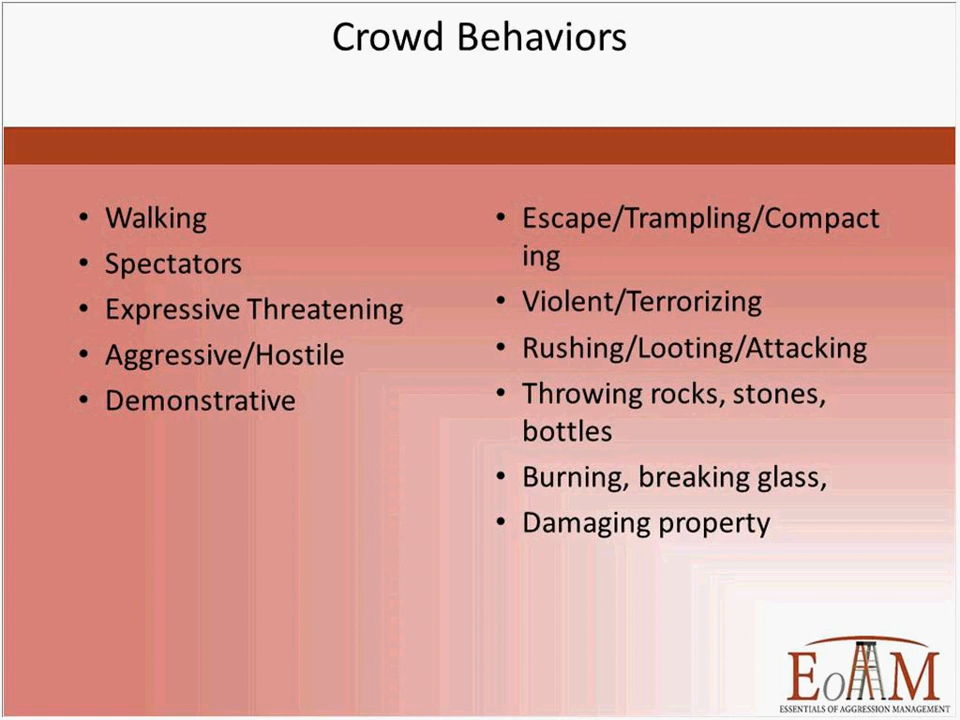 Crowd Behaviors
• Walking
• Spectators
• Expressive Threatening
• Aggressive/Hostile
• Demonstrative
• Escape/Trampling/Compact
ing
• Violent/Terrorizing
• Rushing/Looting/Attacking
• Throwing rocks, stones,
bottles
• Burning, breaking glass,
• Damaging property
EoAM
ESSENTIALS OF AGGRESSION MANAGEMENT